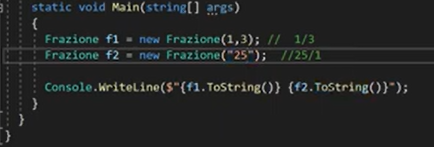 static void Main(string[] args)
{
Frazione f1 = new Frazione(1,3); // 1/3
Frazione f2 = new Frazione("25"); //25/1
Console.WriteLine($"{f1.ToString()} {f2.ToString()}");
}
}
}